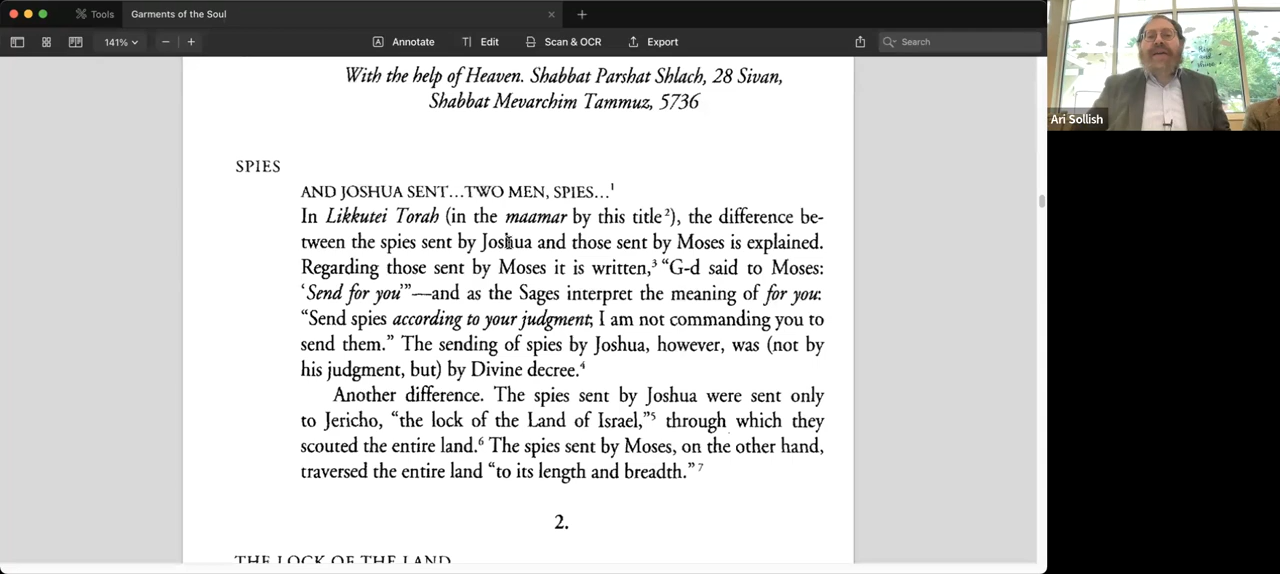 Tools
Garments of the Soul
141%
Annotate
Edit
Scan & OCR
Export
Search
With the help of Heaven. Shabbat Parshat Shlach, 28 Sivan,
Shabbat Mevarchim Tammuz, 5736
SPIES
AND JOSHUA SENT...TWO MEN, SPIES...1
In Likkutei Torah (in the maamar by this title2), the difference be-
tween the spies sent by Joshua and those sent by Moses is explained.
Regarding those sent by Moses it is written,3 “G-d said to Moses:
‘Send for you’”—and as the Sages interpret the meaning of for you:
“Send spies according to your judgment; I am not commanding you to
send them.” The sending of spies by Joshua, however, was (not by
his judgment, but) by Divine decree.4
Another difference. The spies sent by Joshua were sent only
to Jericho, “the lock of the Land of Israel,”5 through which they
scouted the entire land.6 The spies sent by Moses, on the other hand,
traversed the entire land “to its length and breadth.”7
2.
THE LOCK OF THE LAND
Ari Sollish
Rise
and
shine